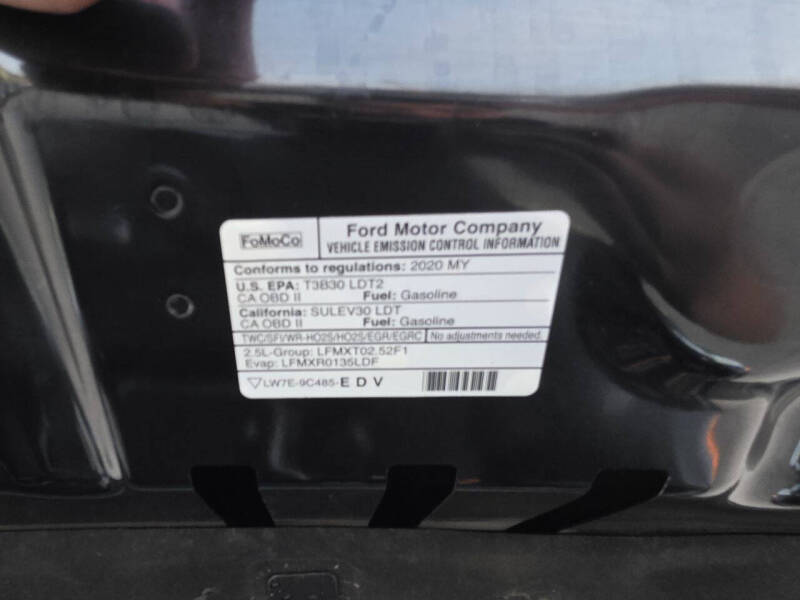 FoMoCo
Ford Motor Company
VEHICLE EMISSION CONTROL INFORMATION
Conforms to regulations: 2020 MY
U.S. EPA: T3B30 LDT2
CA OBD II Fuel: Gasoline
California: SULEV30 LDT
CA OBD II Fuel: Gasoline
TWC/SFI/WR-HO2S/HO2S/EGR/EGRC No adjustments needed.
2.5L-Group: LFMXT02.52F1
Evap: LFMXR0135LDF
LW7E-9C485-E D V